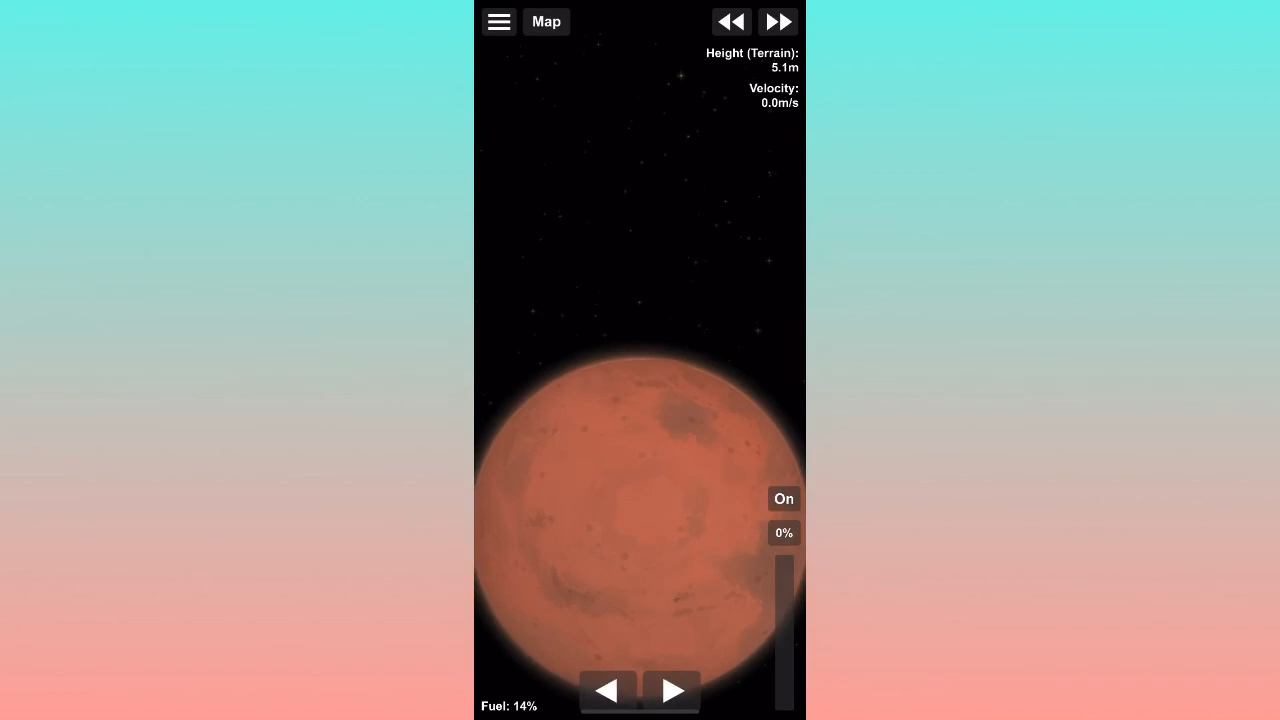 Map
Height (Terrain):
5.1m
Velocity:
0.0m/s
On
0%
Fuel: 14%